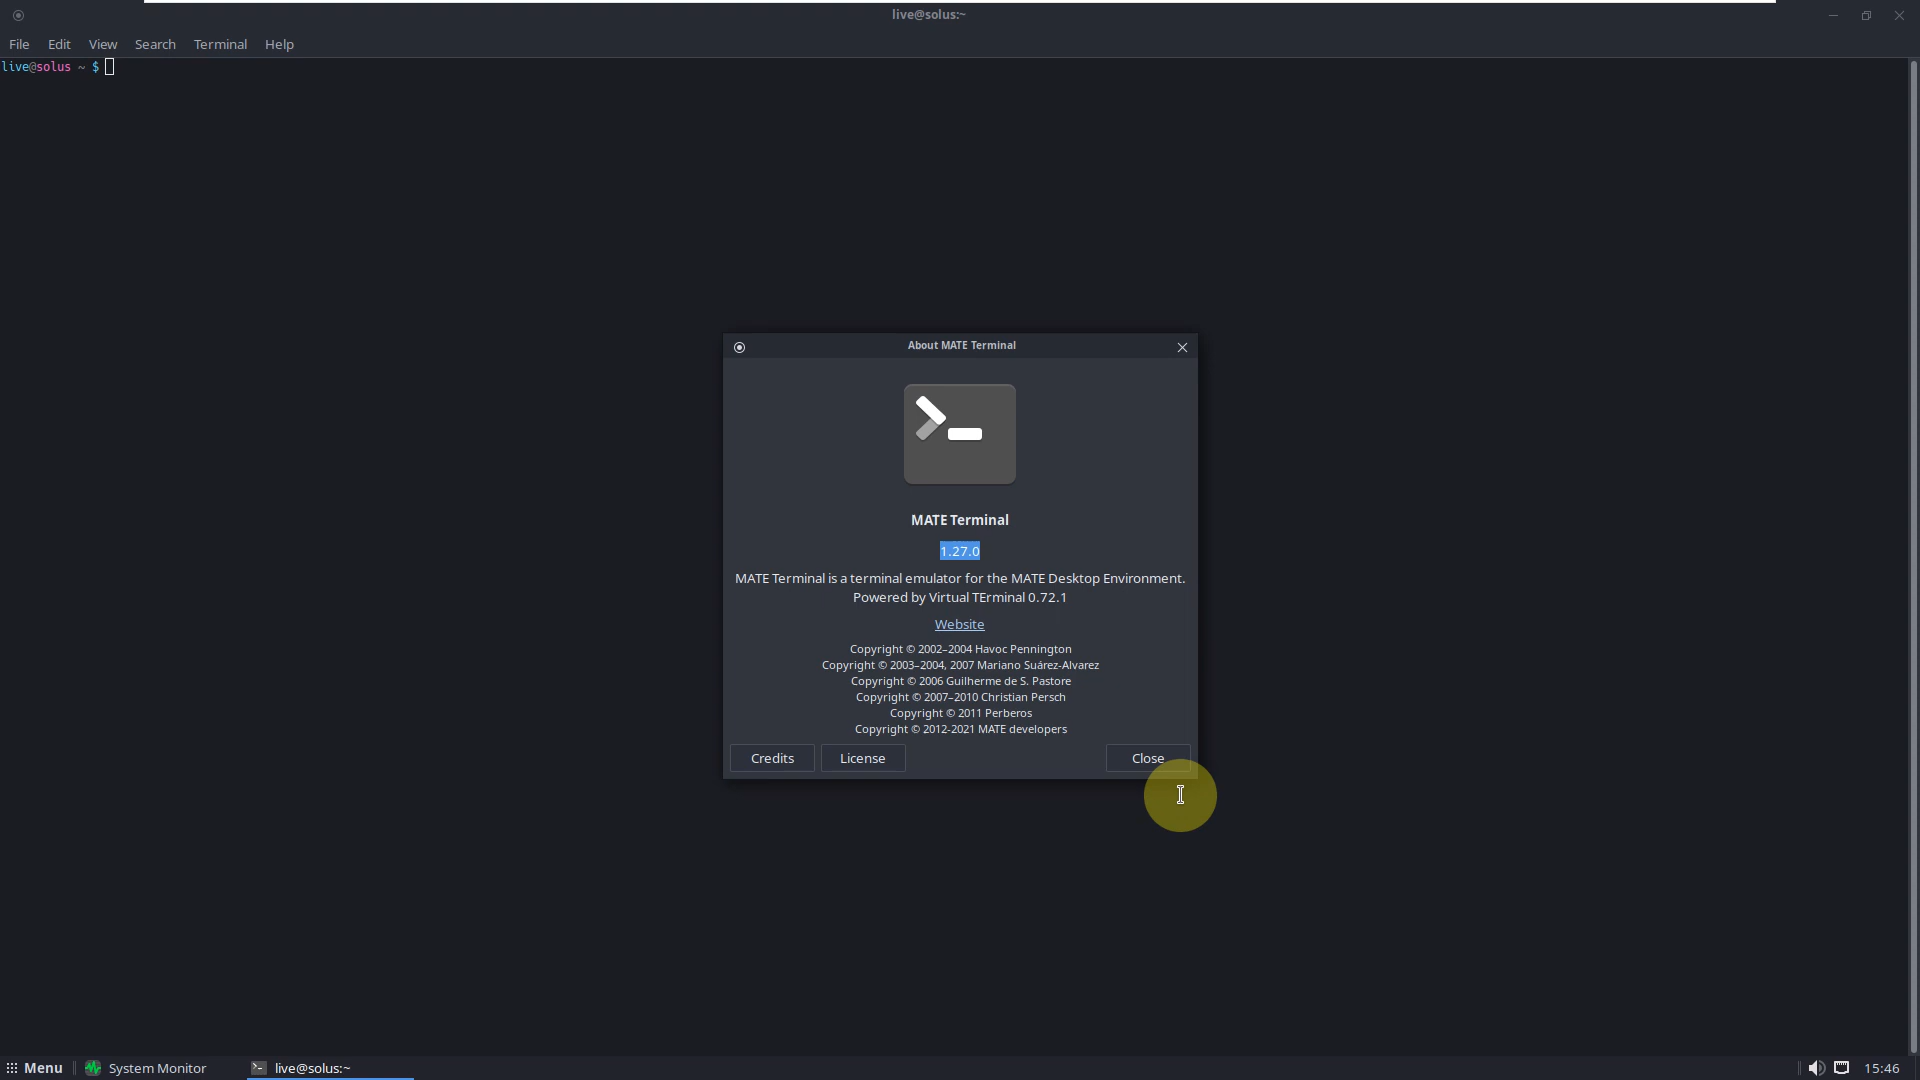 live@solus:~
File Edit View Search Terminal Help
live@solus ~ $
About MATE Terminal
MATE Terminal
1.27.0
MATE Terminal is a terminal emulator for the MATE Desktop Environment.
Powered by Virtual TErminal 0.72.1
Website
Copyright © 2002–2004 Havoc Pennington
Copyright © 2003–2004, 2007 Mariano Suárez-Alvarez
Copyright © 2006 Guilherme de S. Pastore
Copyright © 2007–2010 Christian Persch
Copyright © 2011 Perberos
Copyright © 2012-2021 MATE developers
Credits License Close
Menu System Monitor live@solus:~ 15:46